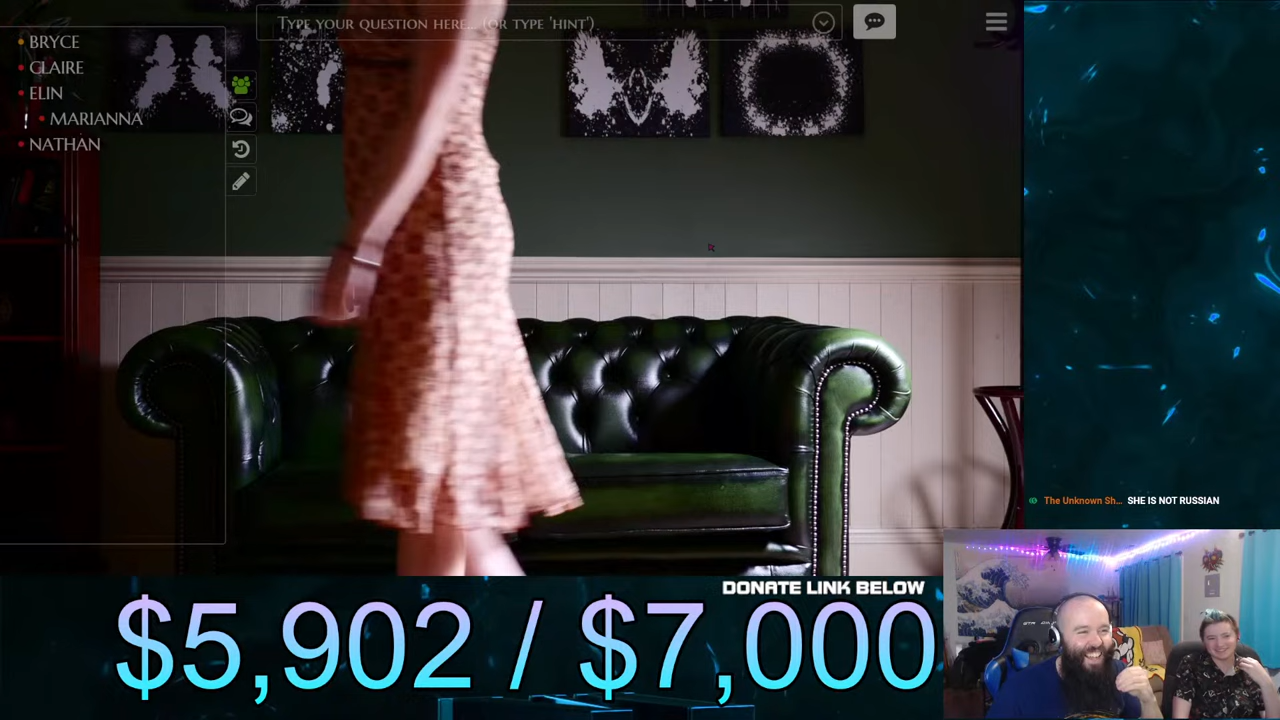 Type your question here... (or type 'hint')
BRYCE
CLAIRE
ELIN
! MARIANNA
NATHAN
The Unknown Sh... SHE IS NOT RUSSIAN
DONATE LINK BELOW
$5,902 / $7,000